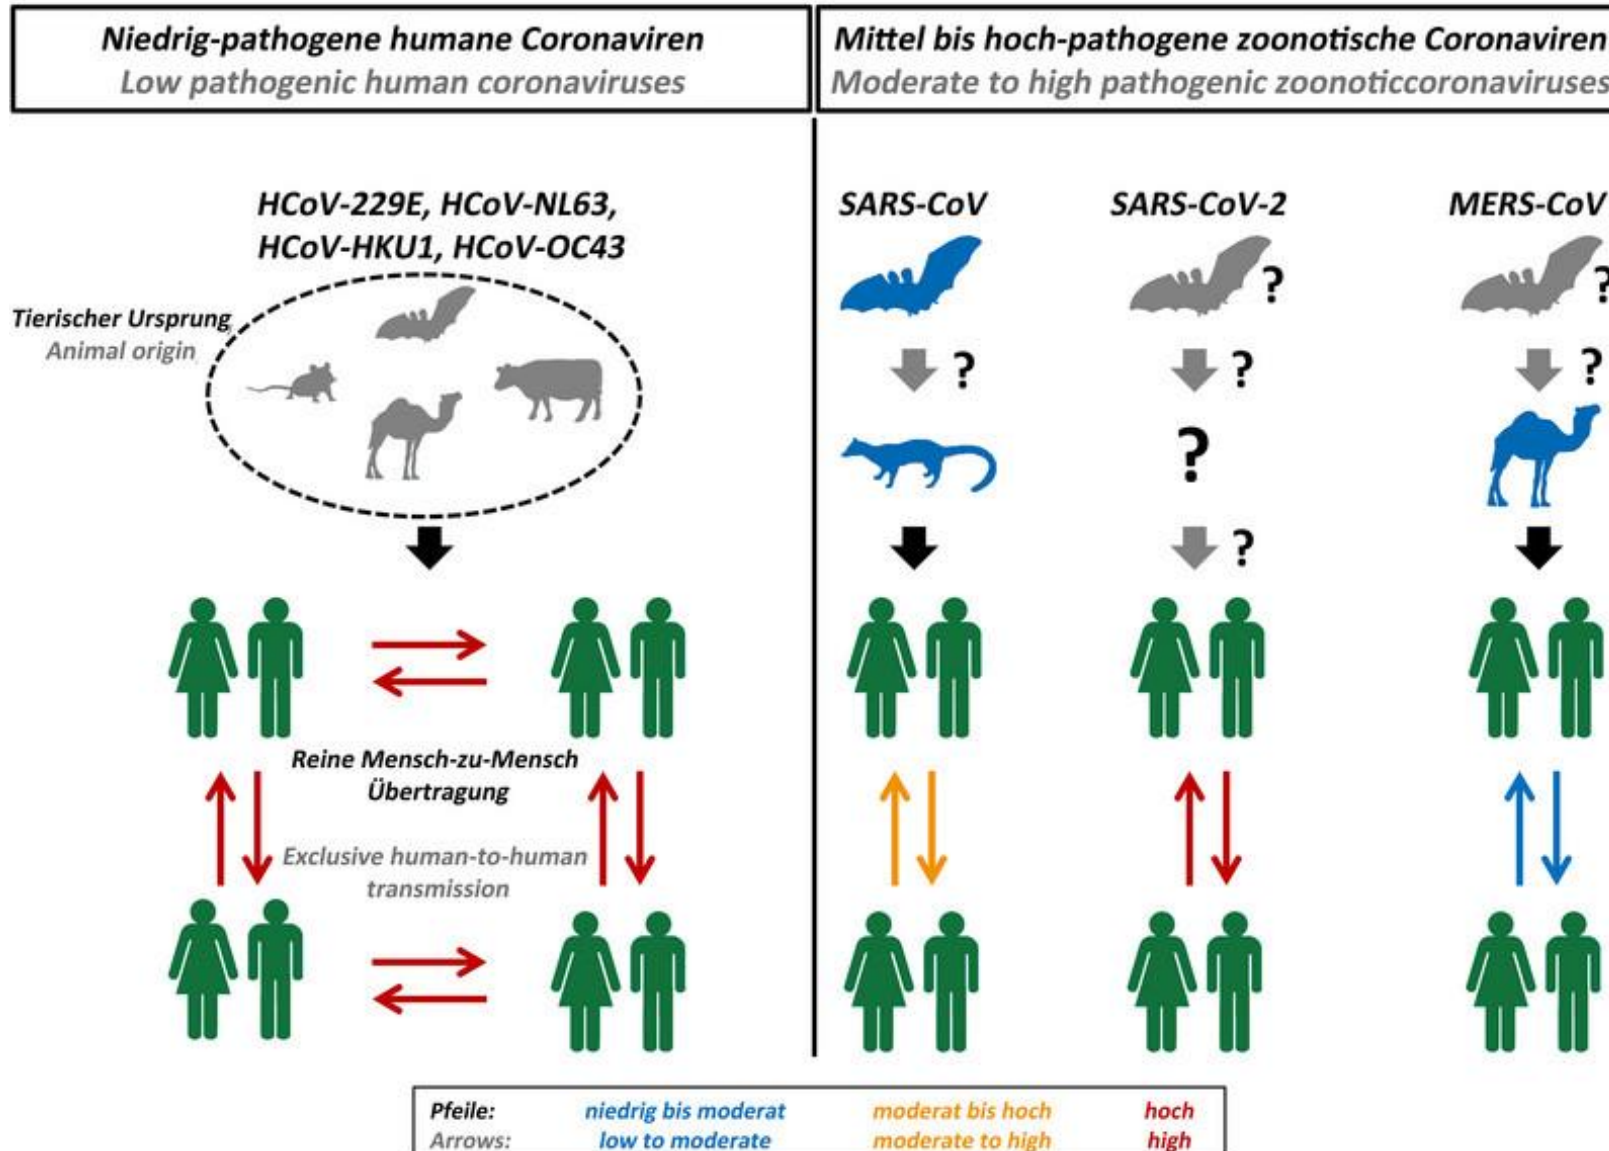 Niedrig-pathogene humane Coronaviren
Low pathogenic human coronaviruses
Mittel bis hoch-pathogene zoonotische Coronaviren
Moderate to high pathogenic zoonoticcoronaviruses
HCoV-229E, HCoV-NL63,
HCoV-HKU1, HCoV-OC43
Tierischer Ursprung
Animal origin
SARS-CoV
SARS-CoV-2
MERS-CoV
?
?
?
?
?
?
?
Reine Mensch-zu-Mensch
Übertragung
Exclusive human-to-human
transmission
Pfeile: niedrig bis moderat moderat bis hoch hoch
Arrows: low to moderate moderate to high high